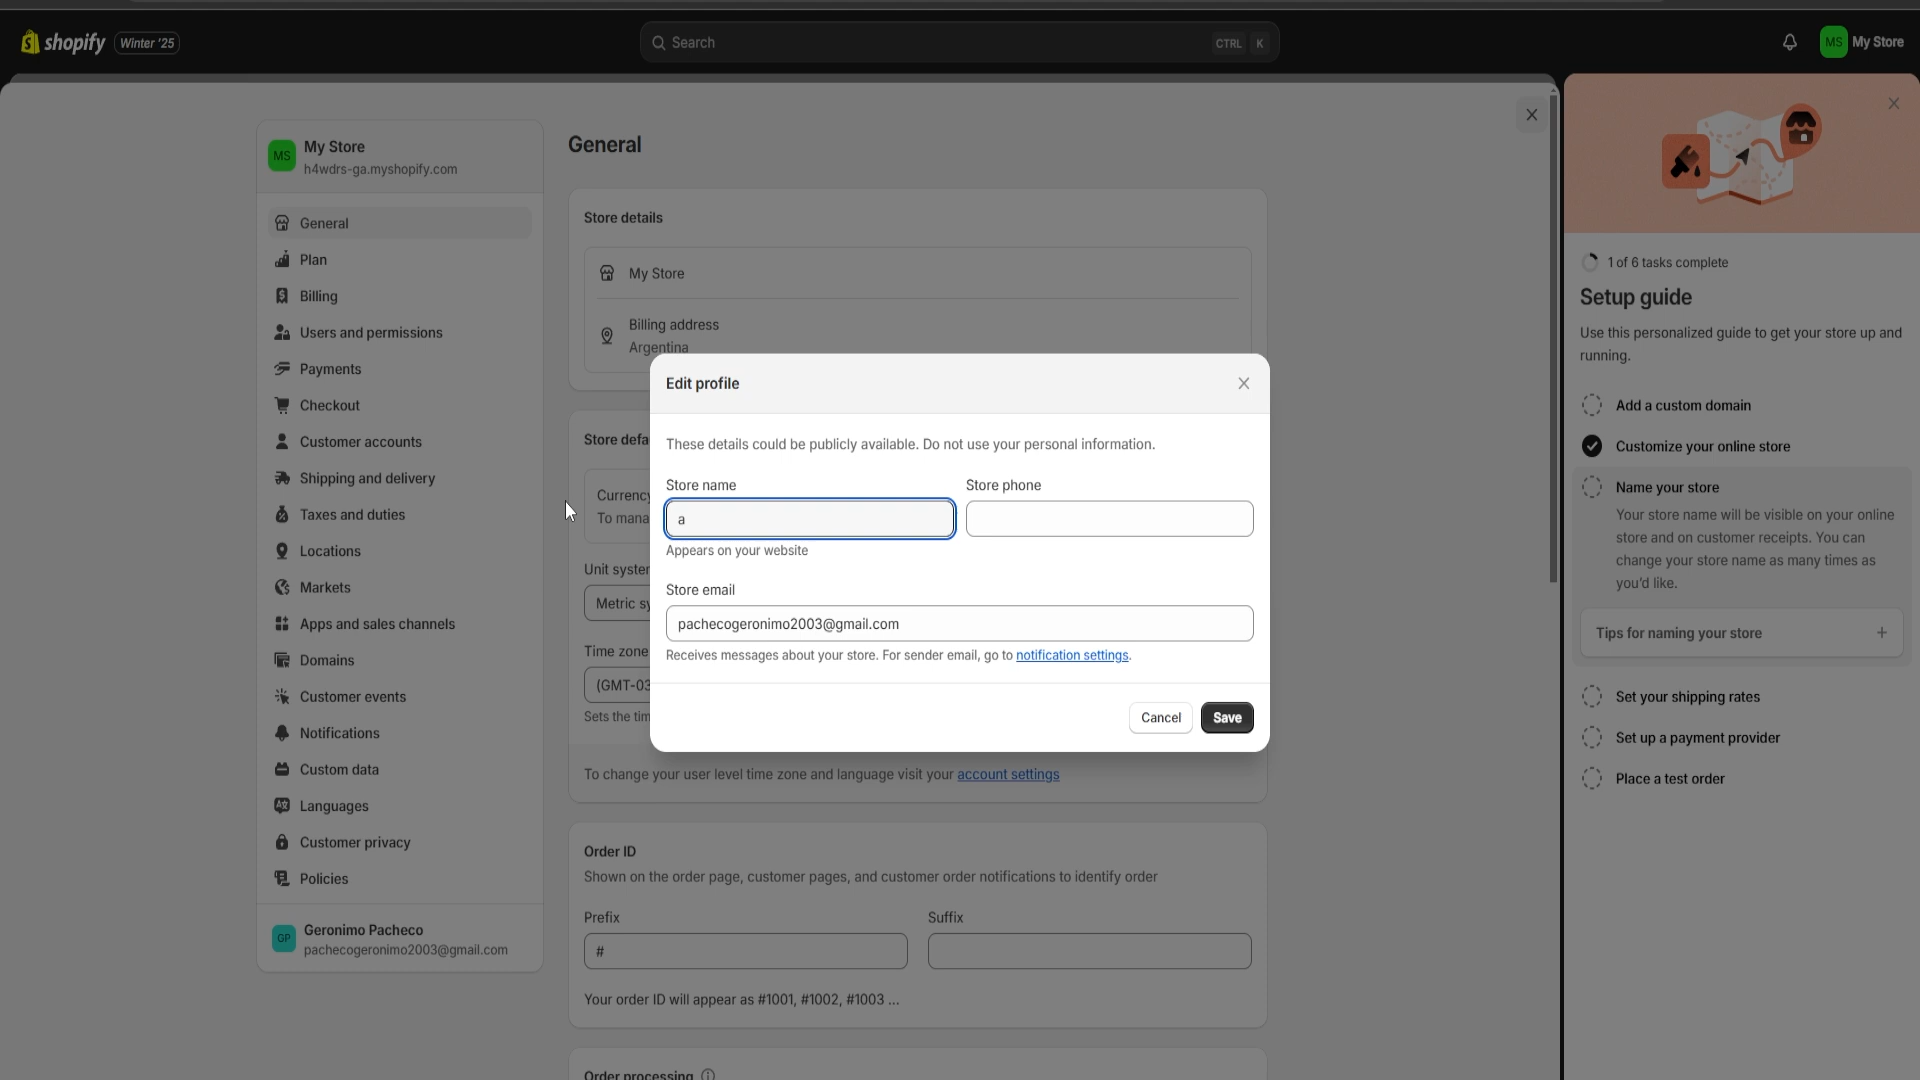 shopify
Winter '25
Search
CTRL K
MS My Store
MS My Store
h4wdrs-ga.myshopify.com
General
Plan
Billing
Users and permissions
Payments
Checkout
Customer accounts
Shipping and delivery
Taxes and duties
Locations
Markets
Apps and sales channels
Domains
Customer events
Notifications
Custom data
Languages
Customer privacy
Policies
GP Geronimo Pacheco
pachecogeronimo2003@gmail.com
General
Store details
My Store
Billing address
Argentina
Store defa
Currency
To mana
Unit syster
Metric sy
Time zone
(GMT-03
Sets the tim
To change your user level time zone and language visit your account settings
Order ID
Shown on the order page, customer pages, and customer order notifications to identify order
Prefix
Suffix
#
Your order ID will appear as #1001, #1002, #1003 ...
Order processing
Edit profile
These details could be publicly available. Do not use your personal information.
Store name
Store phone
a
Appears on your website
Store email
pachecogeronimo2003@gmail.com
Receives messages about your store. For sender email, go to notification settings.
Cancel
Save
1 of 6 tasks complete
Setup guide
Use this personalized guide to get your store up and
running.
Add a custom domain
Customize your online store
Name your store
Your store name will be visible on your online
store and on customer receipts. You can
change your store name as many times as
you'd like.
Tips for naming your store
Set your shipping rates
Set up a payment provider
Place a test order